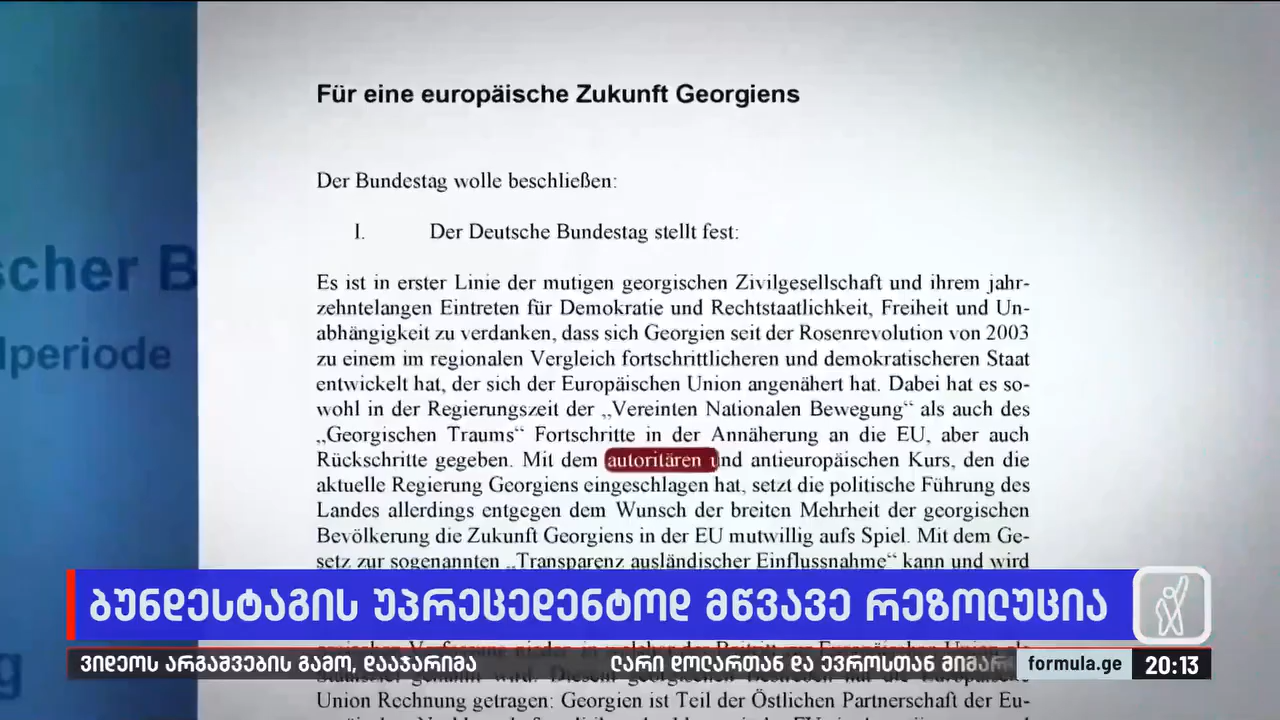 Für eine europäische Zukunft Georgiens
Der Bundestag wolle beschließen:
I. Der Deutsche Bundestag stellt fest:
scher B
lperiode
g
Es ist in erster Linie der mutigen georgischen Zivilgesellschaft und ihrem jahr-
zehntelangen Eintreten für Demokratie und Rechtstaatlichkeit, Freiheit und Un-
abhängigkeit zu verdanken, dass sich Georgien seit der Rosenrevolution von 2003
zu einem im regionalen Vergleich fortschrittlicheren und demokratischeren Staat
entwickelt hat, der sich der Europäischen Union angenähert hat. Dabei hat es so-
wohl in der Regierungszeit der „Vereinten Nationalen Bewegung“ als auch des
„Georgischen Traums“ Fortschritte in der Annäherung an die EU, aber auch
Rückschritte gegeben. Mit dem autoritären und antieuropäischen Kurs, den die
aktuelle Regierung Georgiens eingeschlagen hat, setzt die politische Führung des
Landes allerdings entgegen dem Wunsch der breiten Mehrheit der georgischen
Bevölkerung die Zukunft Georgiens in der EU mutwillig aufs Spiel. Mit dem Ge-
setz zur sogenannten „Transparenz ausländischer Einflussnahme“ kann und wird
ბუნდესტაგის უპრეცედენტოდ მწვავე რეზოლუცია
ვიდეოს არგაშვების გამო, დააჯარიმა ლარი დოლართან და ევროსთან მიმარ
formula.ge 20:13
Union Rechnung getragen: Georgien ist Teil der Östlichen Partnerschaft der Eu-